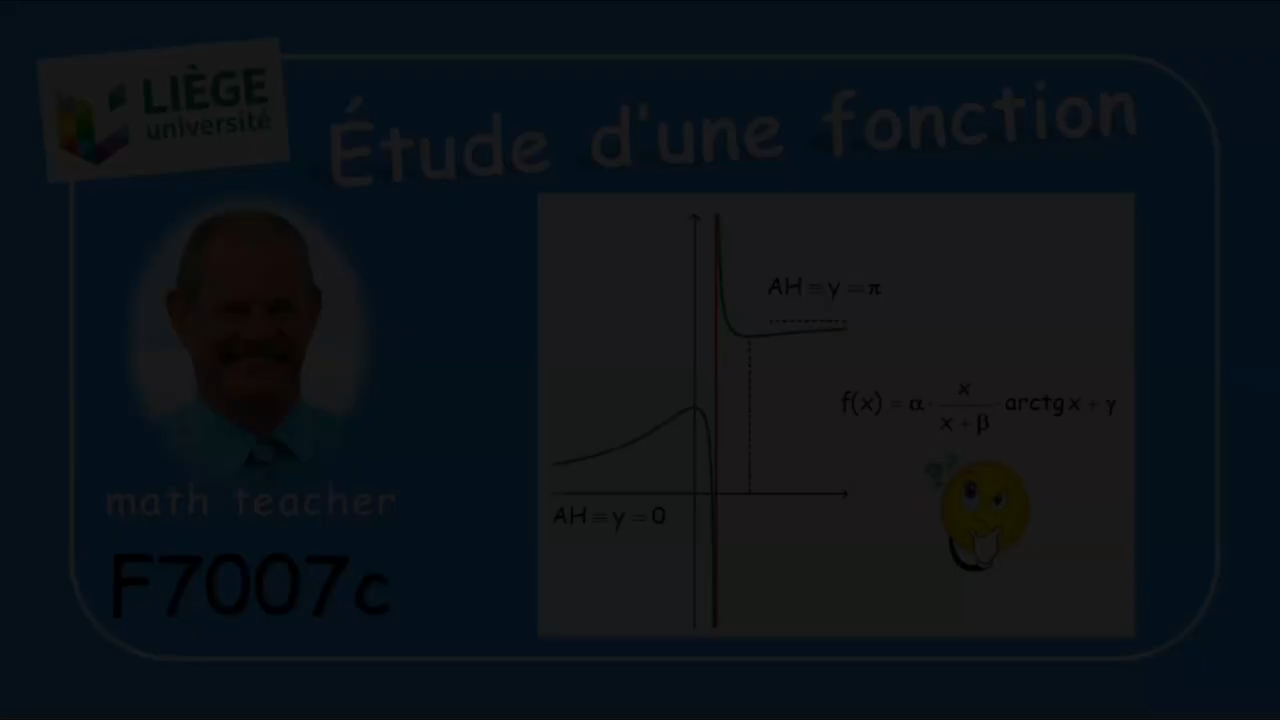 LIÈGE
université
Étude d'une fonction
AH ≡ y = π
f(x) = α · x / (x + β) · arctg x + γ
AH ≡ y = 0
math teacher
F7007c